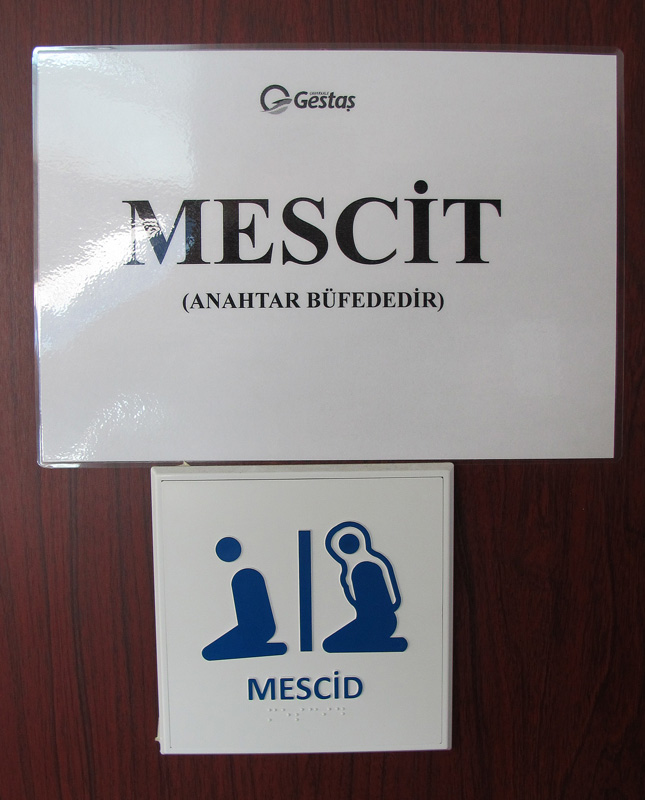 Gestaş
MESCİT
(ANAHTAR BÜFEDEDİR)
MESCİD